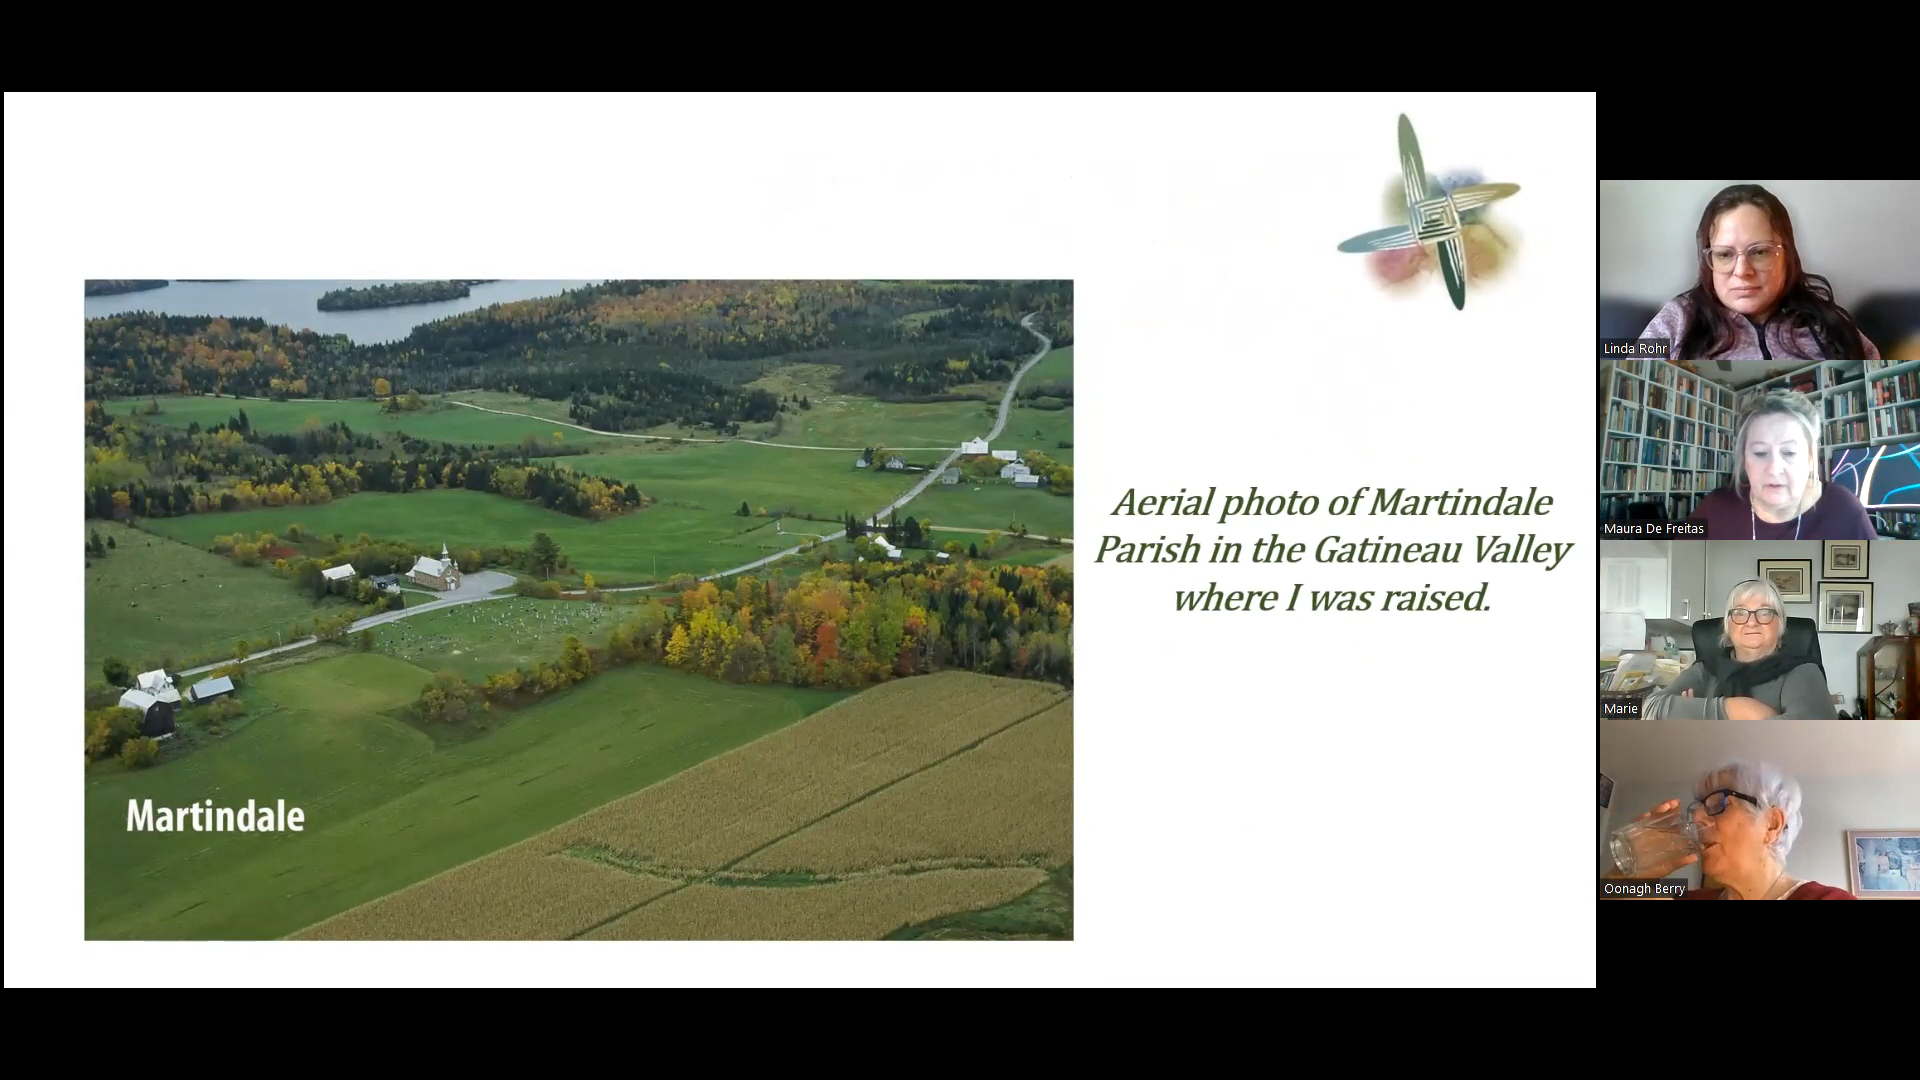 Aerial photo of Martindale
Parish in the Gatineau Valley
where I was raised.
Martindale
Linda Rohr
Maura De Freitas
Marie
Oonagh Berry